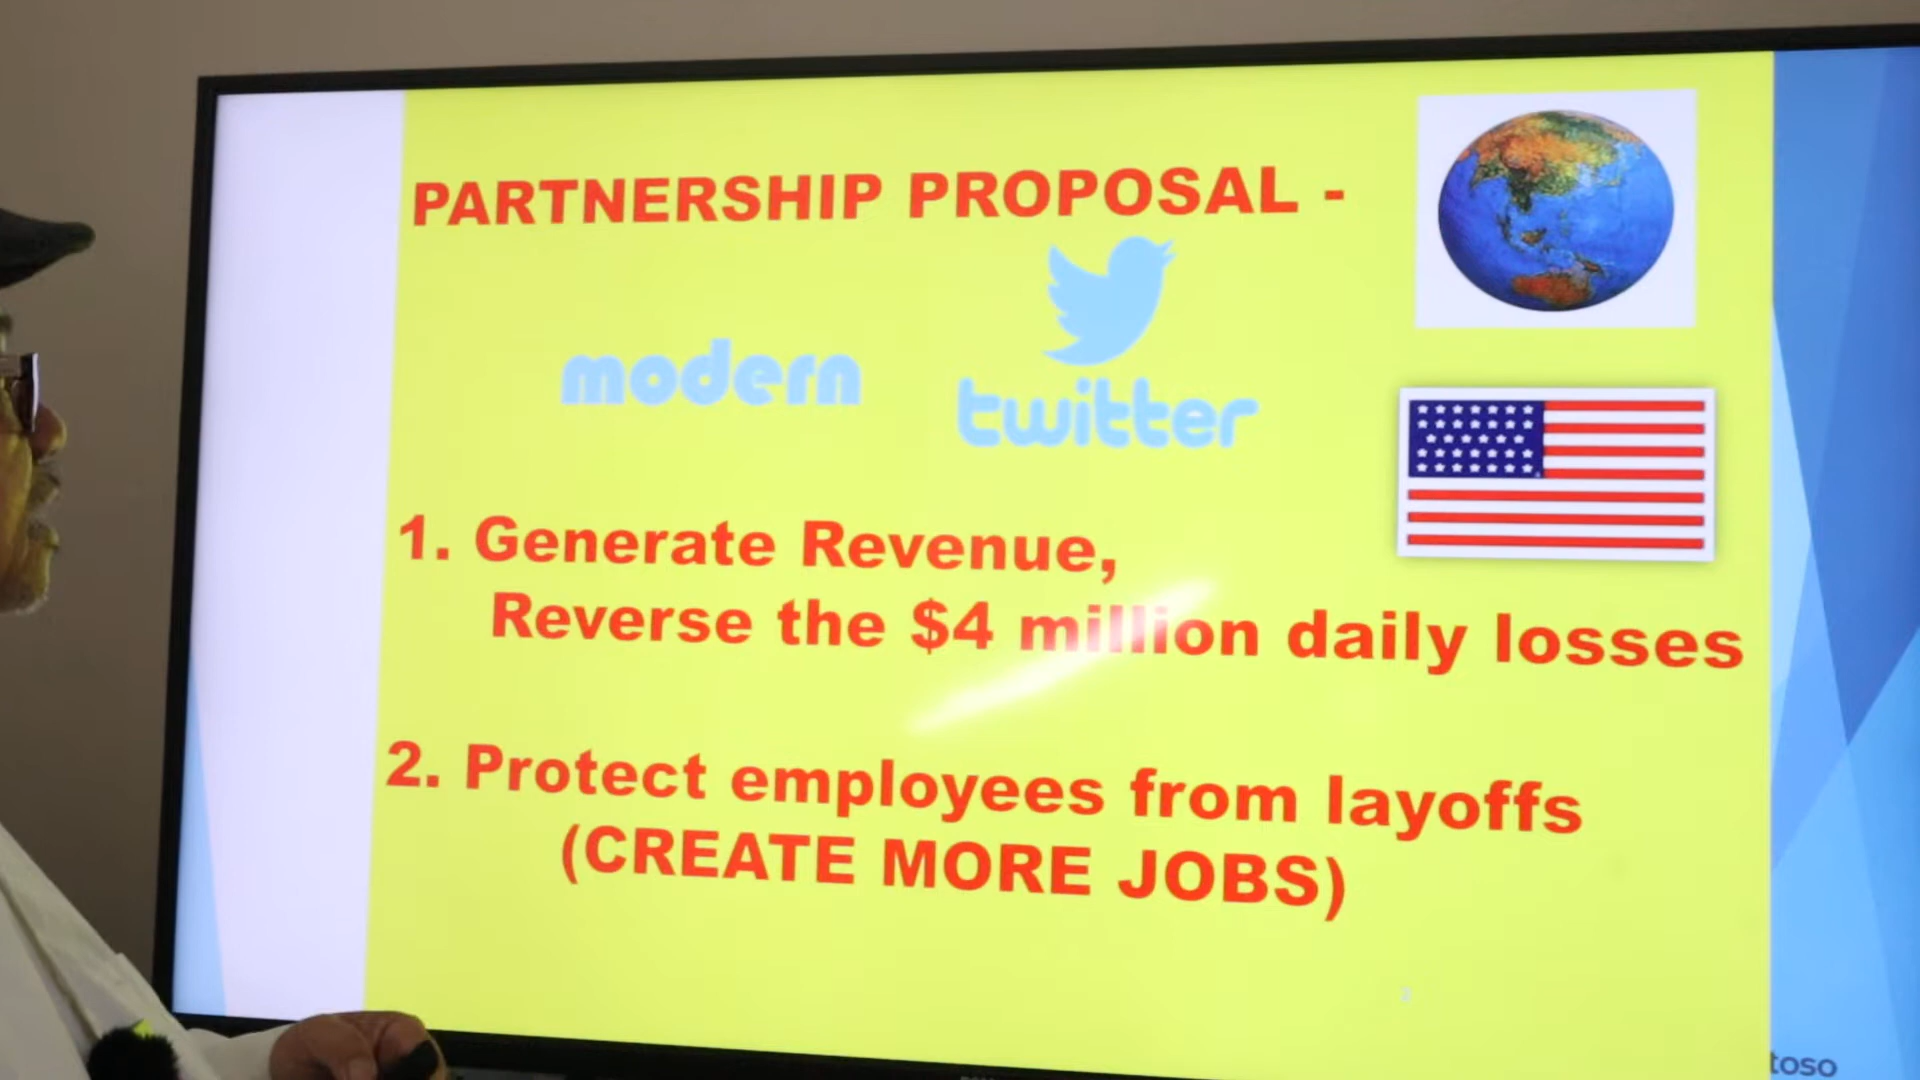 PARTNERSHIP PROPOSAL -
modern
twitter
1. Generate Revenue,
Reverse the $4 million daily losses
2. Protect employees from layoffs
(CREATE MORE JOBS)
2
toso